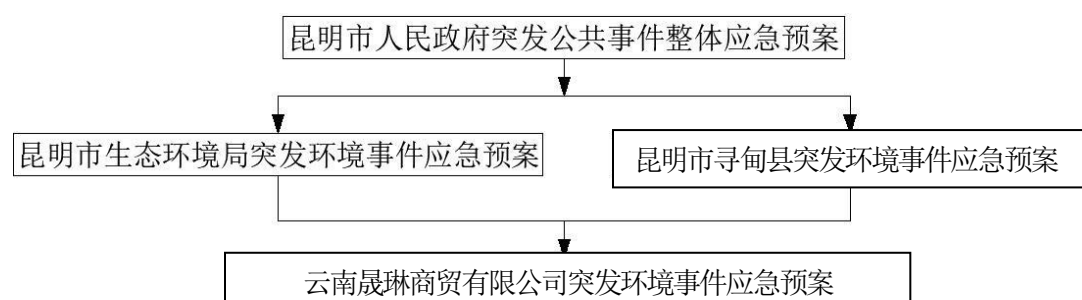 昆明市人民政府突发公共事件整体应急预案
昆明市生态环境局突发环境事件应急预案
昆明市寻甸县突发环境事件应急预案
云南晟琳商贸有限公司突发环境事件应急预案